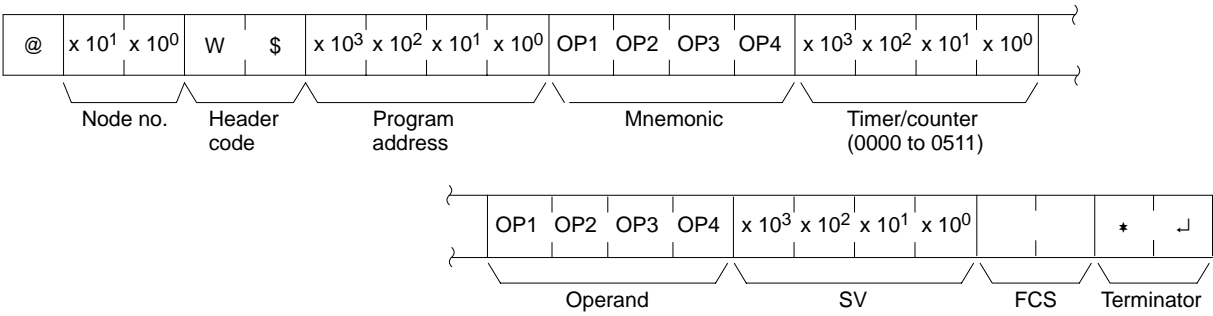 @ x 10¹ x 10⁰ W $ x 10³ x 10² x 10¹ x 10⁰ OP1 OP2 OP3 OP4 x 10³ x 10² x 10¹ x 10⁰
Node no. Header code Program address Mnemonic Timer/counter (0000 to 0511)
OP1 OP2 OP3 OP4 x 10³ x 10² x 10¹ x 10⁰ * ↵
Operand SV FCS Terminator